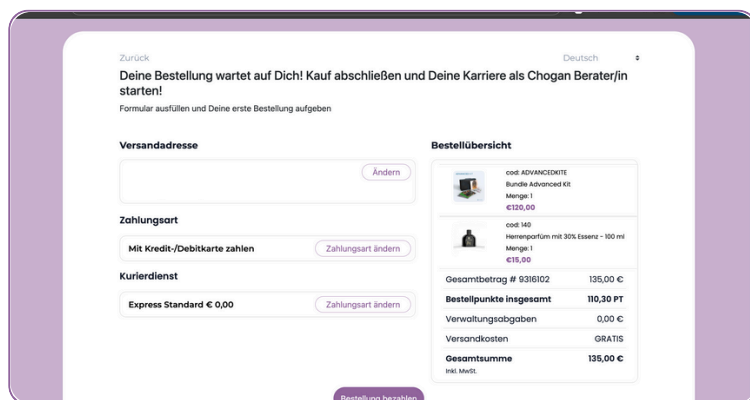 Zurück
Deutsch
Deine Bestellung wartet auf Dich! Kauf abschließen und Deine Karriere als Chogan Berater/in
starten!
Formular ausfüllen und Deine erste Bestellung aufgeben
Versandadresse
Ändern
Zahlungsart
Mit Kredit-/Debitkarte zahlen
Zahlungsart ändern
Kurierdienst
Express Standard € 0,00
Zahlungsart ändern
Bestellübersicht
cod: ADVANCEDKITE
Bundle Advanced Kit
Menge: 1
€120,00
cod: 140
Herrenparfüm mit 30% Essenz - 100 ml
Menge: 1
€15,00
Gesamtbetrag # 9316102 135,00 €
Bestellpunkte insgesamt 110,30 PT
Verwaltungsabgaben 0,00 €
Versandkosten GRATIS
Gesamtsumme 135,00 €
Inkl. MwSt.
Bestellung bezahlen